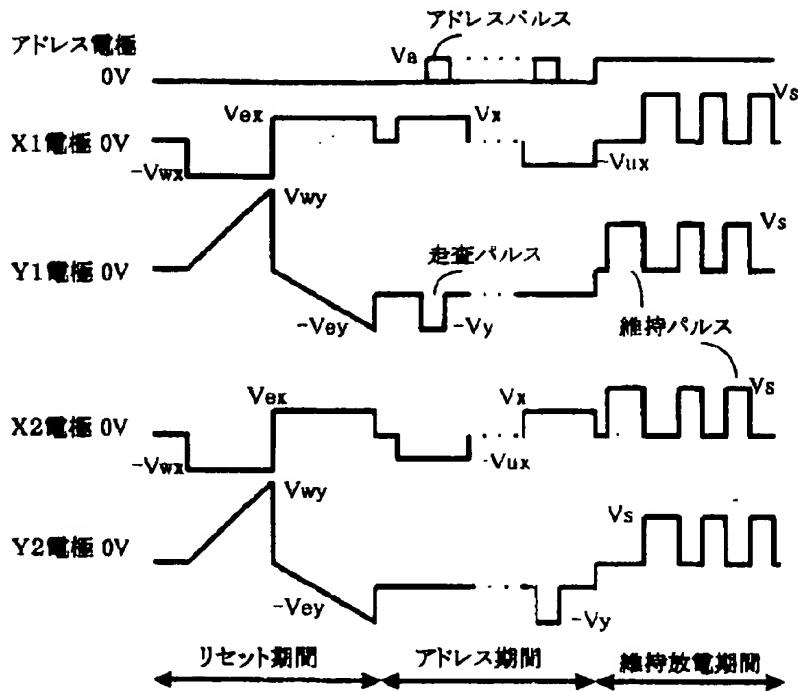 アドレスパルス
アドレス電極
0V
Va
Vs
Vex
Vx
X1電極 0V
-Vwx
-Vux
Vwy
Vs
走査パルス
Y1電極 0V
-Vey
-Vy
維持パルス
Vex
Vx
Vs
X2電極 0V
-Vwx
-Vux
Vwy
Vs
Y2電極 0V
-Vey
-Vy
リセット期間
アドレス期間
維持放電期間